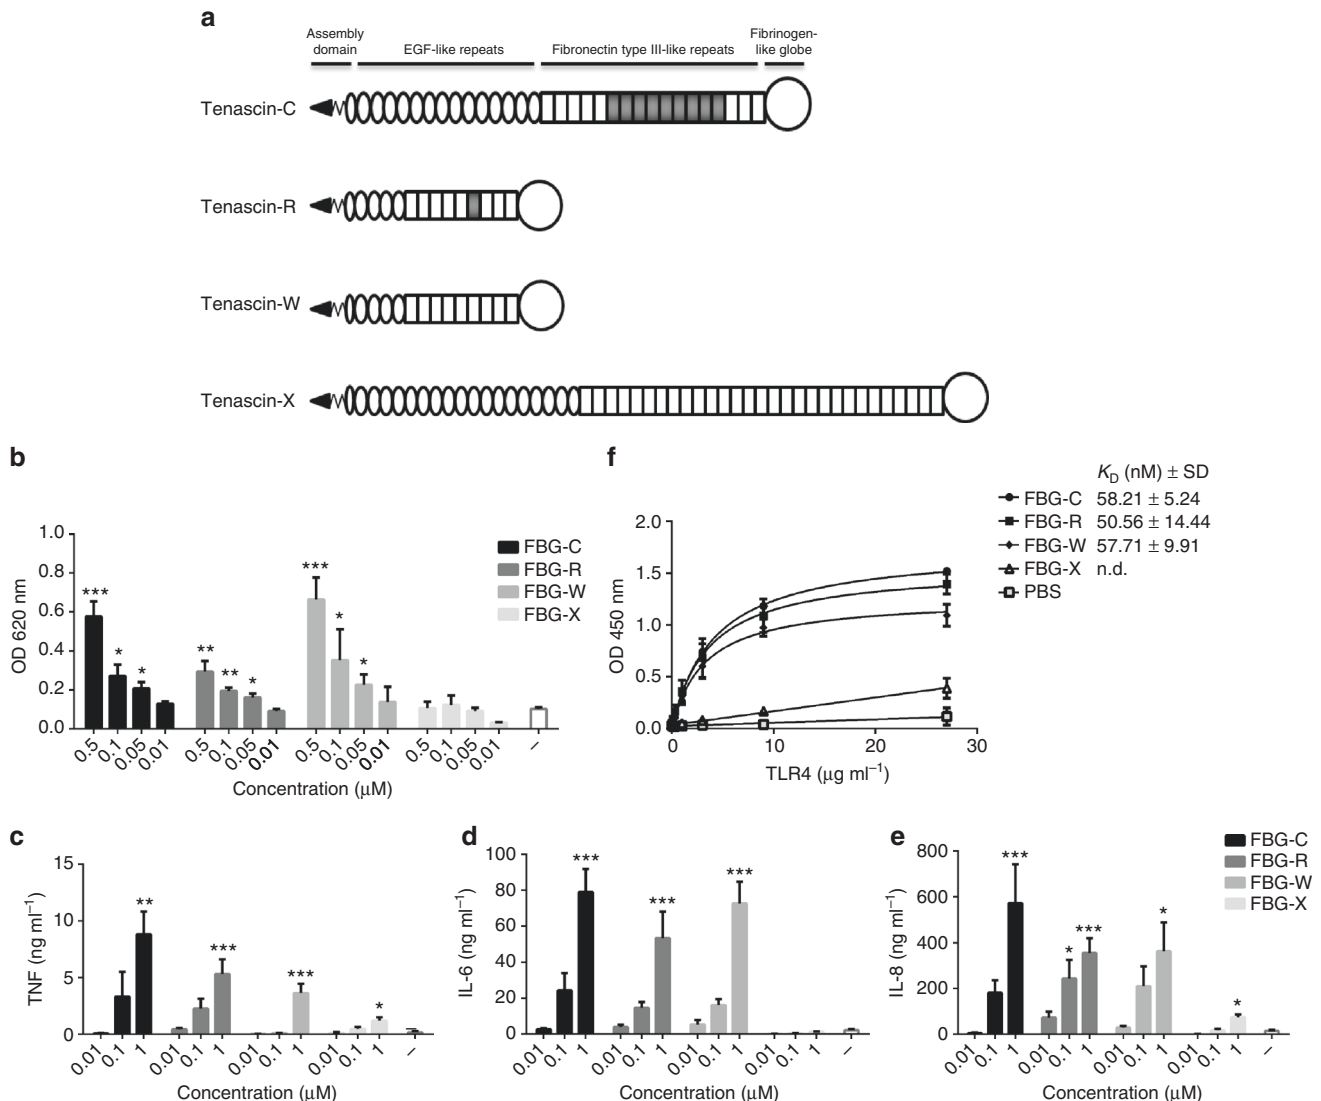 a
Assembly domain
EGF-like repeats
Fibronectin type III-like repeats
Fibrinogen-like globe
Tenascin-C
Tenascin-R
Tenascin-W
Tenascin-X
b
OD 620 nm
1.0
0.8
0.6
0.4
0.2
0.0
*** * *
** ** *
*** * *
FBG-C
FBG-R
FBG-W
FBG-X
0.5 0.1 0.05 0.01 0.5 0.1 0.05 0.01 0.5 0.1 0.05 0.01 0.5 0.1 0.05 0.01 –
Concentration (μM)
f
OD 450 nm
2.0
1.5
1.0
0.5
0.0
0 10 20 30
TLR4 (μg ml⁻¹)
K_D (nM) ± SD
FBG-C 58.21 ± 5.24
FBG-R 50.56 ± 14.44
FBG-W 57.71 ± 9.91
FBG-X n.d.
PBS
c
TNF (ng ml⁻¹)
15
10
5
0
** *** *** *
0.01 0.1 1 0.01 0.1 1 0.01 0.1 1 0.01 0.1 1 –
Concentration (μM)
d
IL-6 (ng ml⁻¹)
100
80
60
40
20
0
*** *** ***
0.01 0.1 1 0.01 0.1 1 0.01 0.1 1 0.01 0.1 1 –
Concentration (μM)
e
IL-8 (ng ml⁻¹)
800
600
400
200
0
*** * *** * *
0.01 0.1 1 0.01 0.1 1 0.01 0.1 1 0.01 0.1 1 –
Concentration (μM)
FBG-C
FBG-R
FBG-W
FBG-X